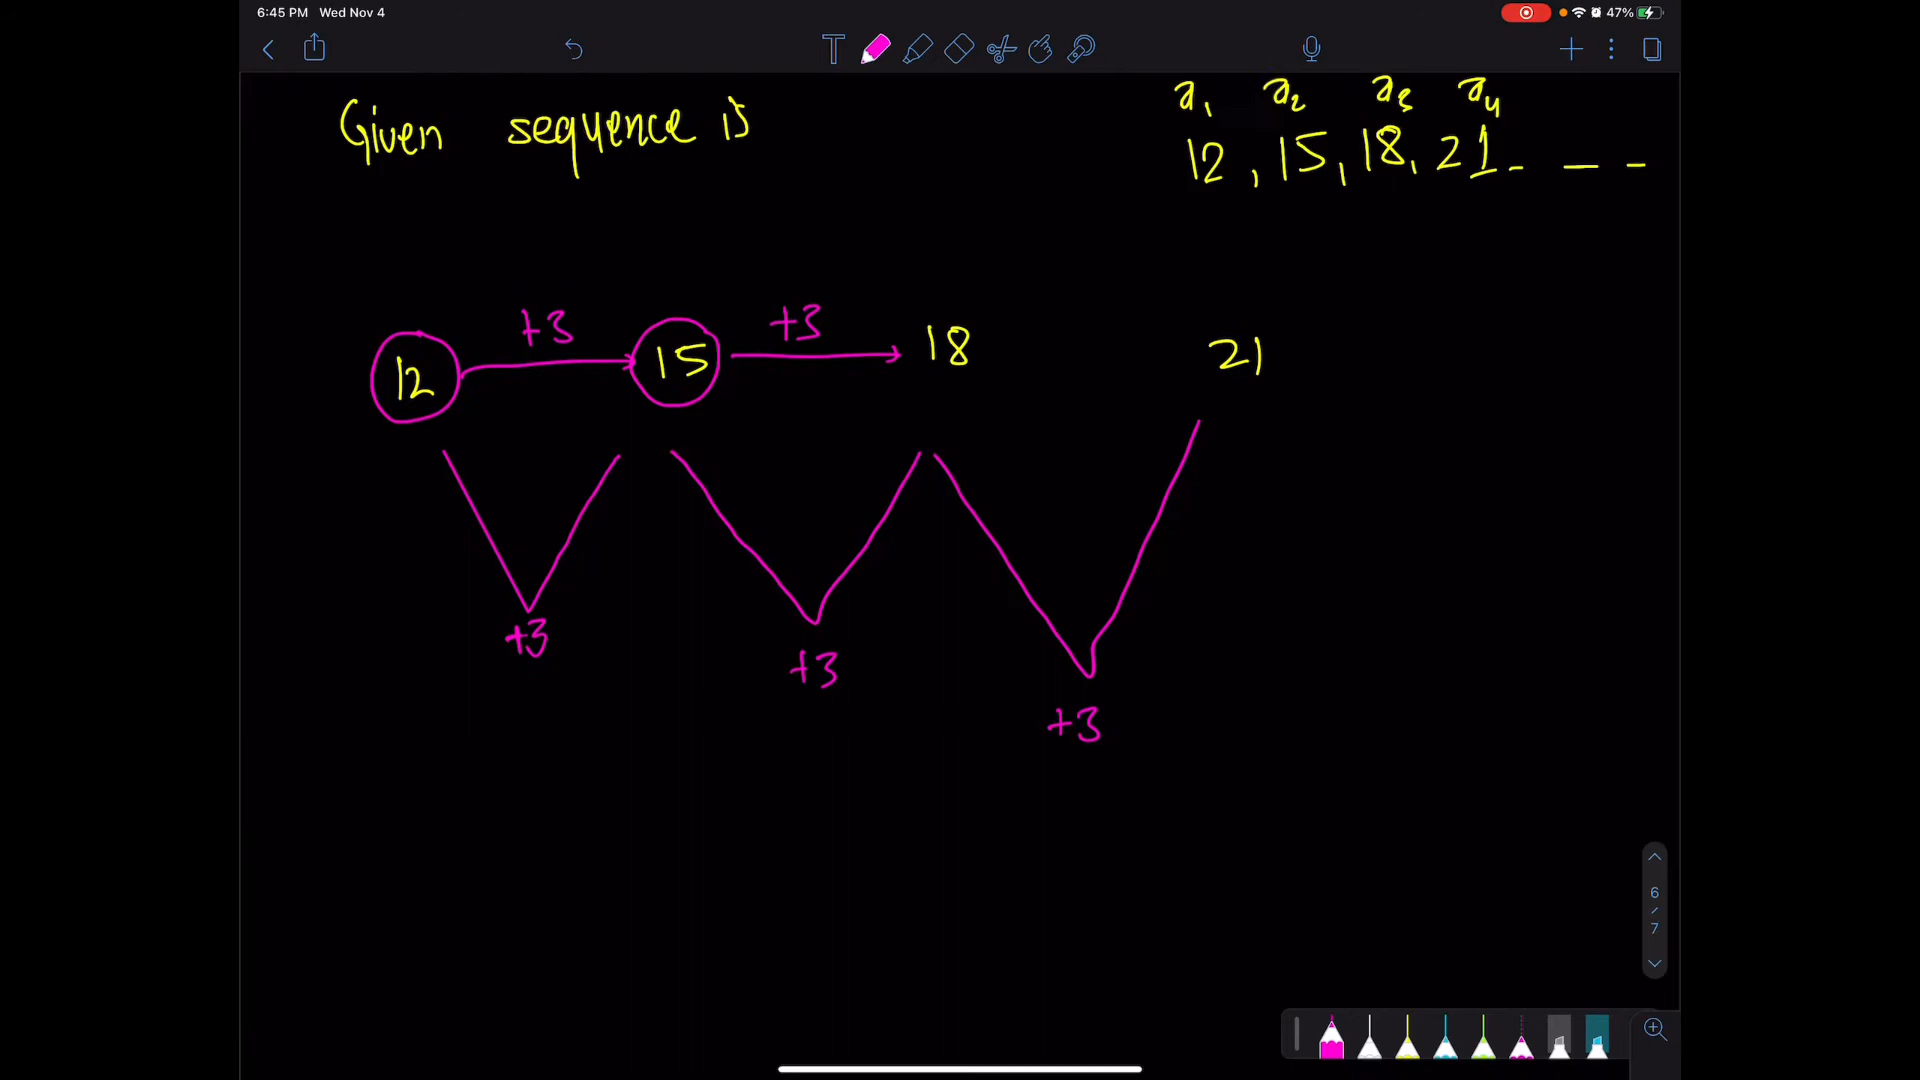 6:45 PM Wed Nov 4
47%
T
a₁ a₂ a₃ a₄
Given sequence is 12, 15, 18, 21 - - -
+3 +3
12 15 18 21
+3
+3
+3
6
/
7